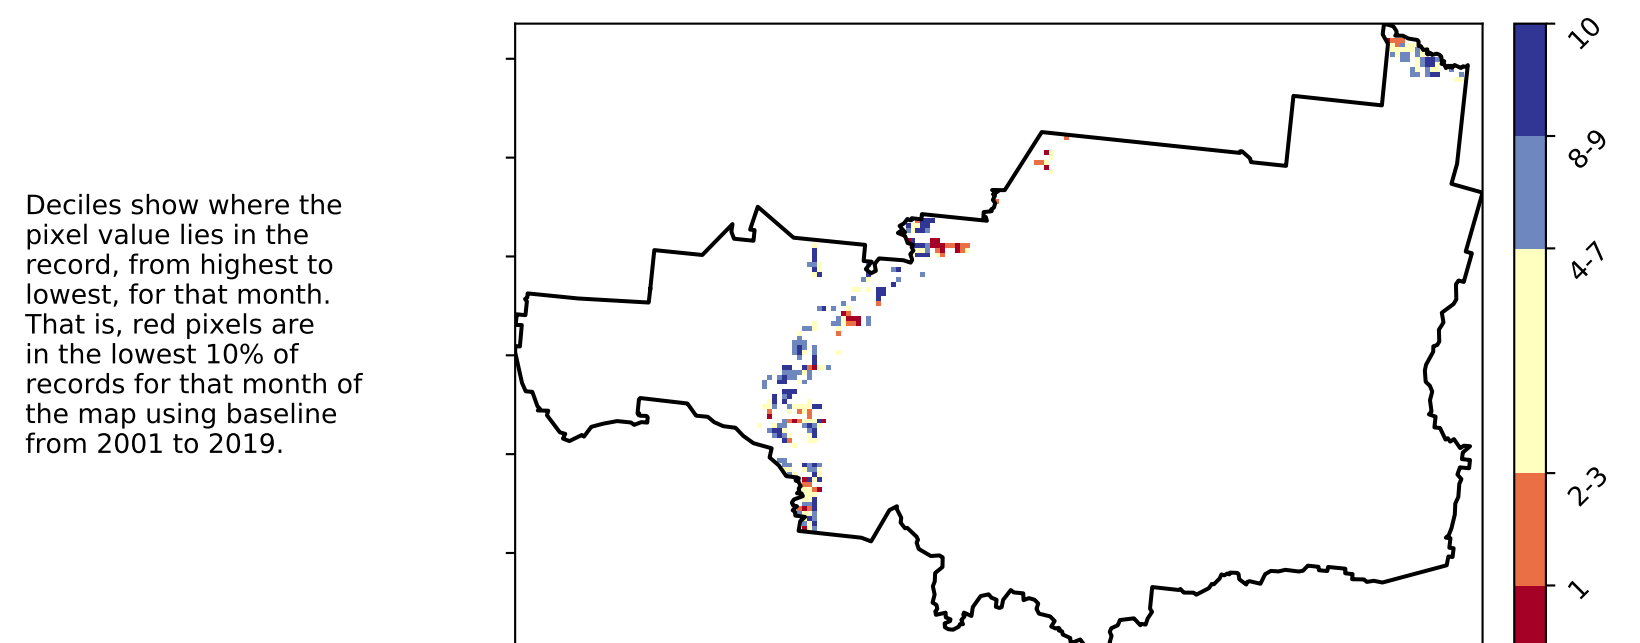 Deciles show where the
pixel value lies in the
record, from highest to
lowest, for that month.
That is, red pixels are
in the lowest 10% of
records for that month of
the map using baseline
from 2001 to 2019.
10
8-9
4-7
2-3
1